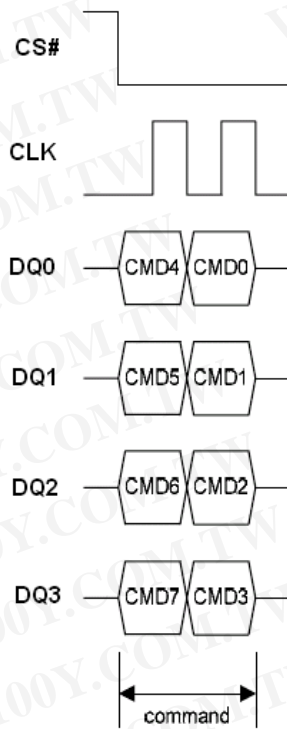 CS#
CLK
DQ0 CMD4 CMD0
DQ1 CMD5 CMD1
DQ2 CMD6 CMD2
DQ3 CMD7 CMD3
command